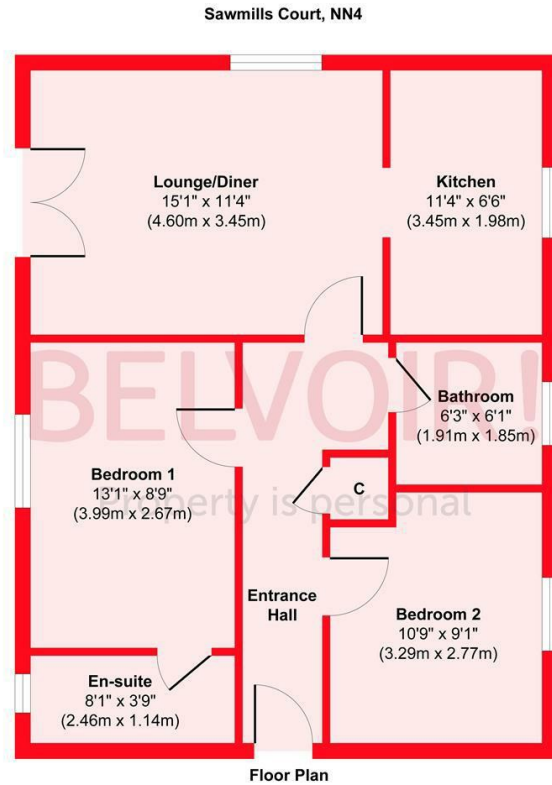 Sawmills Court, NN4
Lounge/Diner
15'1" x 11'4"
(4.60m x 3.45m)
Kitchen
11'4" x 6'6"
(3.45m x 1.98m)
BELVOIR!
Property is personal
Bathroom
6'3" x 6'1"
(1.91m x 1.85m)
Bedroom 1
13'1" x 8'9"
(3.99m x 2.67m)
C
Entrance
Hall
Bedroom 2
10'9" x 9'1"
(3.29m x 2.77m)
En-suite
8'1" x 3'9"
(2.46m x 1.14m)
Floor Plan